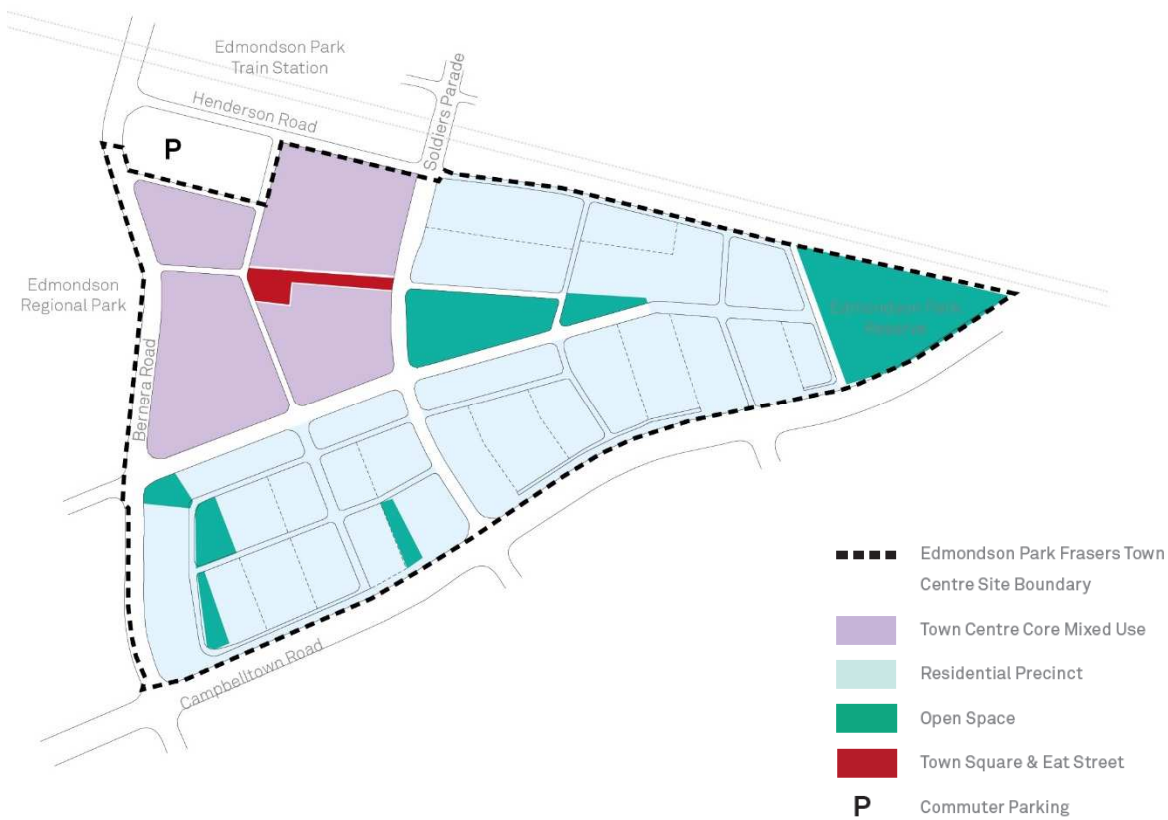 Edmondson Park
Train Station
Henderson Road
Soldiers Parade
P
Edmondson
Regional Park
Bernera Road
Edmondson Park
Reserve
Campbelltown Road
Edmondson Park Frasers Town
Centre Site Boundary
Town Centre Core Mixed Use
Residential Precinct
Open Space
Town Square & Eat Street
P Commuter Parking